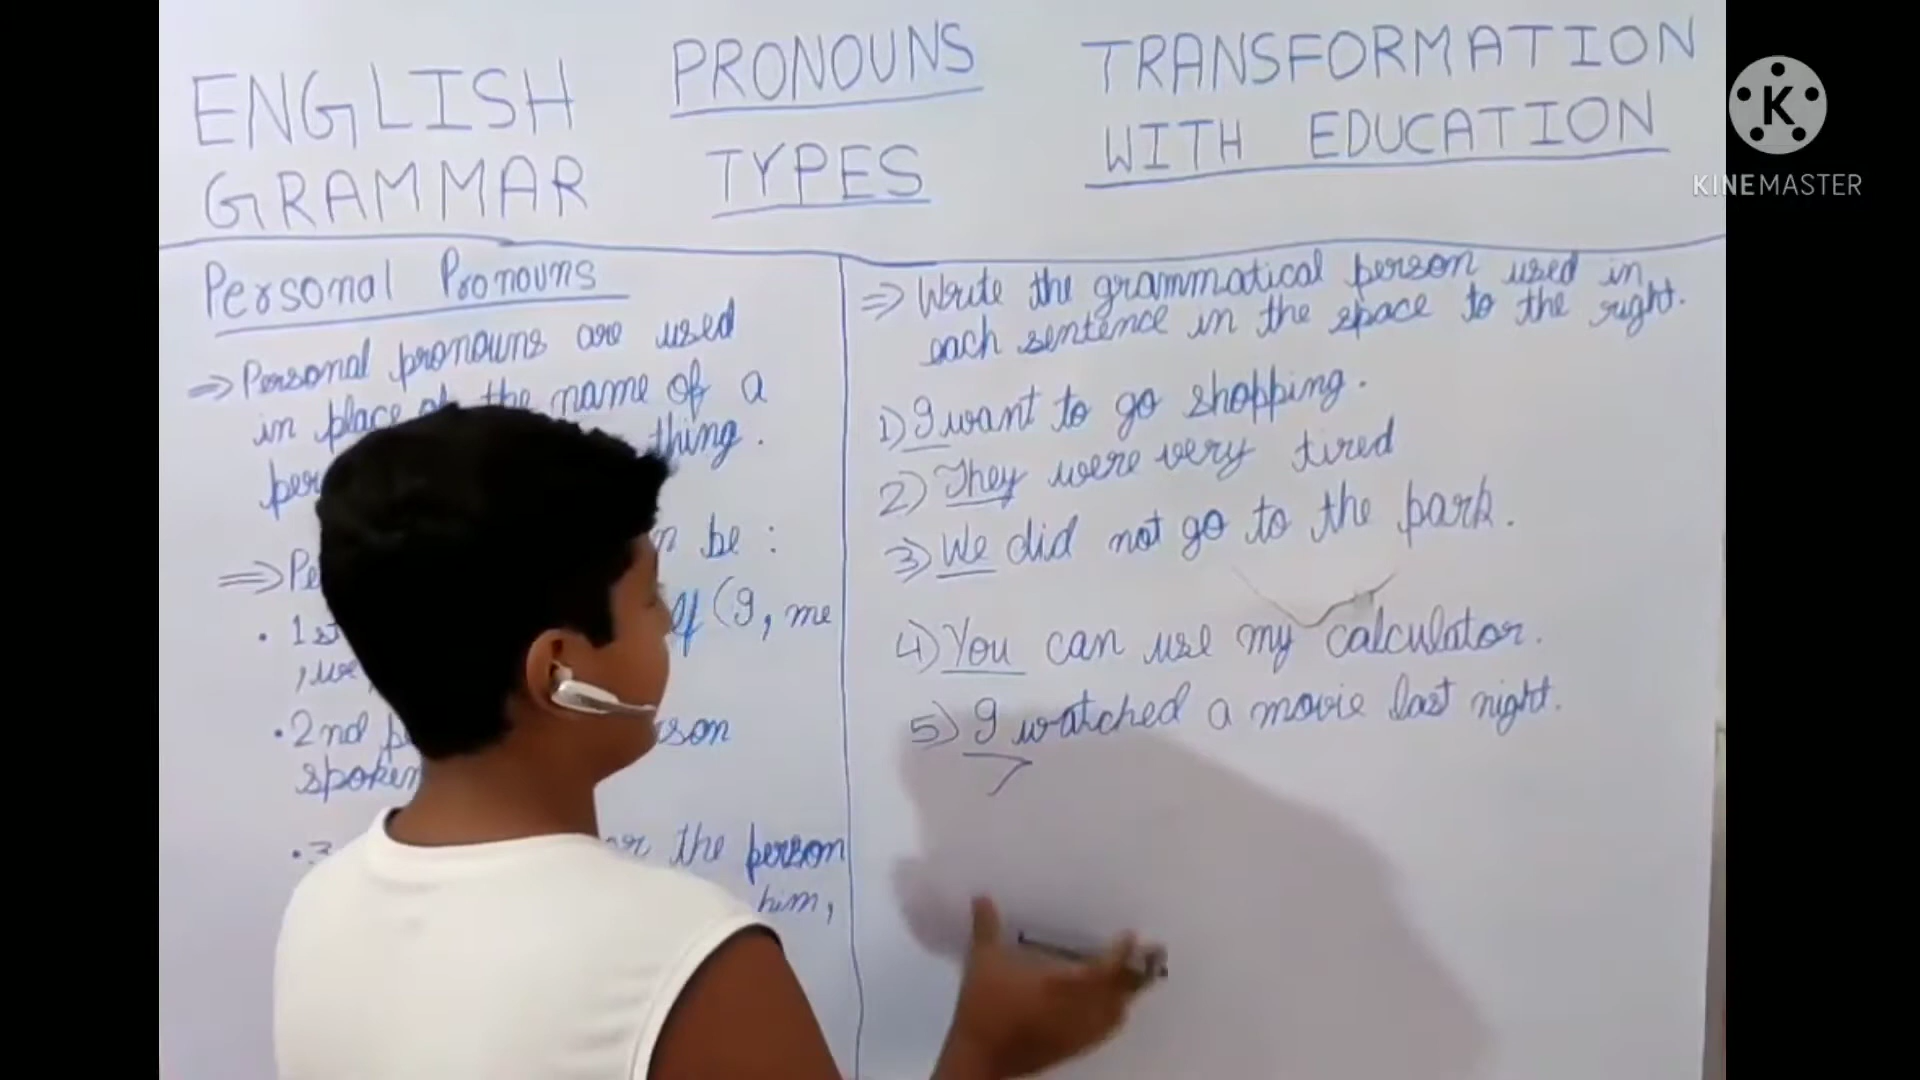 ENGLISH
GRAMMAR
PRONOUNS
TYPES
TRANSFORMATION
WITH EDUCATION
KINEMASTER
Personal Pronouns
⇒ Personal pronouns are used
in place the name of a
thing.
⇒ be :
• 1st (I, me
• 2nd
spoken
the person
him,
⇒ Write the grammatical person used in
each sentence in the space to the right.
1) I want to go shopping.
2) They were very tired
3) We did not go to the park.
4) You can use my calculator.
5) I watched a movie last night.